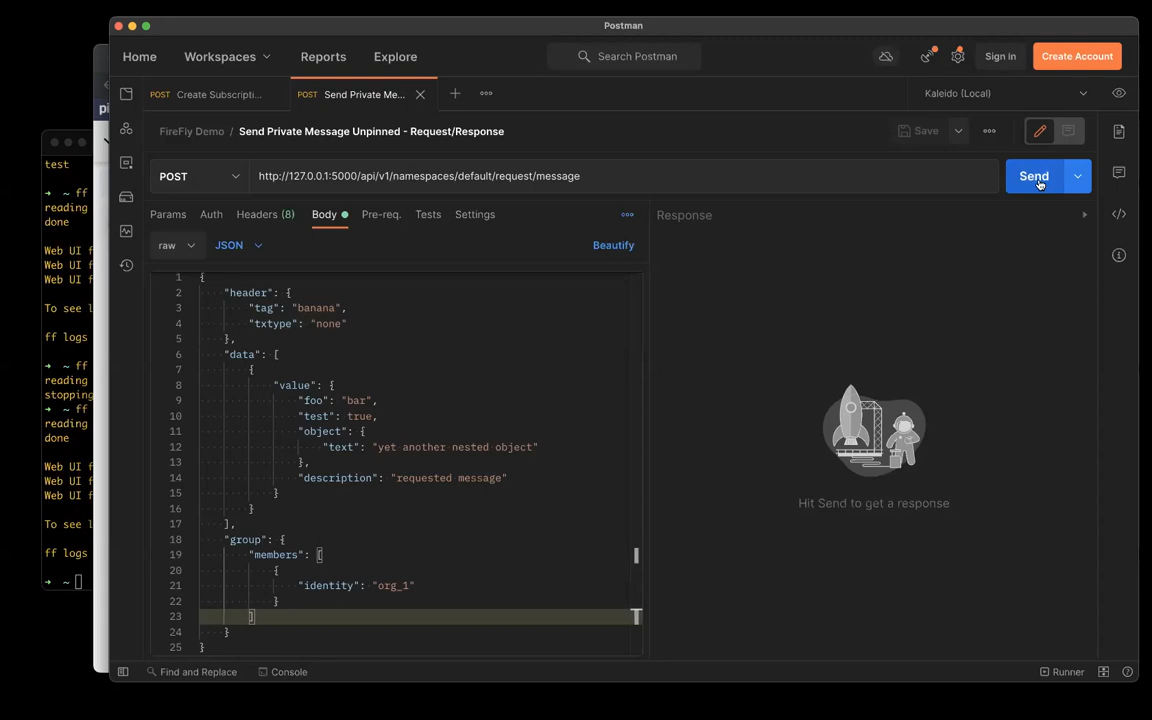 Postman
Home Workspaces Reports Explore Search Postman Sign In Create Account
POST Create Subscripti... POST Send Private Me... Kaleido (Local)
FireFly Demo / Send Private Message Unpinned - Request/Response Save
POST http://127.0.0.1:5000/api/v1/namespaces/default/request/message Send
Params Auth Headers (8) Body Pre-req. Tests Settings Response
raw JSON Beautify
1 {
2 "header": {
3 "tag": "banana",
4 "txtype": "none"
5 },
6 "data": [
7 {
8 "value": {
9 "foo": "bar",
10 "test": true,
11 "object": {
12 "text": "yet another nested object"
13 },
14 "description": "requested message"
15 }
16 }
17 ],
18 "group": {
19 "members": [
20 {
21 "identity": "org_1"
22 }
23 ]
24 }
25 }
Hit Send to get a response
Find and Replace Console Runner
pi
test
→ ~ ff
reading
done
Web UI f
Web UI f
Web UI f
To see l
ff logs
→ ~ ff
reading
stopping
→ ~ ff
reading
done
Web UI f
Web UI f
Web UI f
To see l
ff logs
→ ~